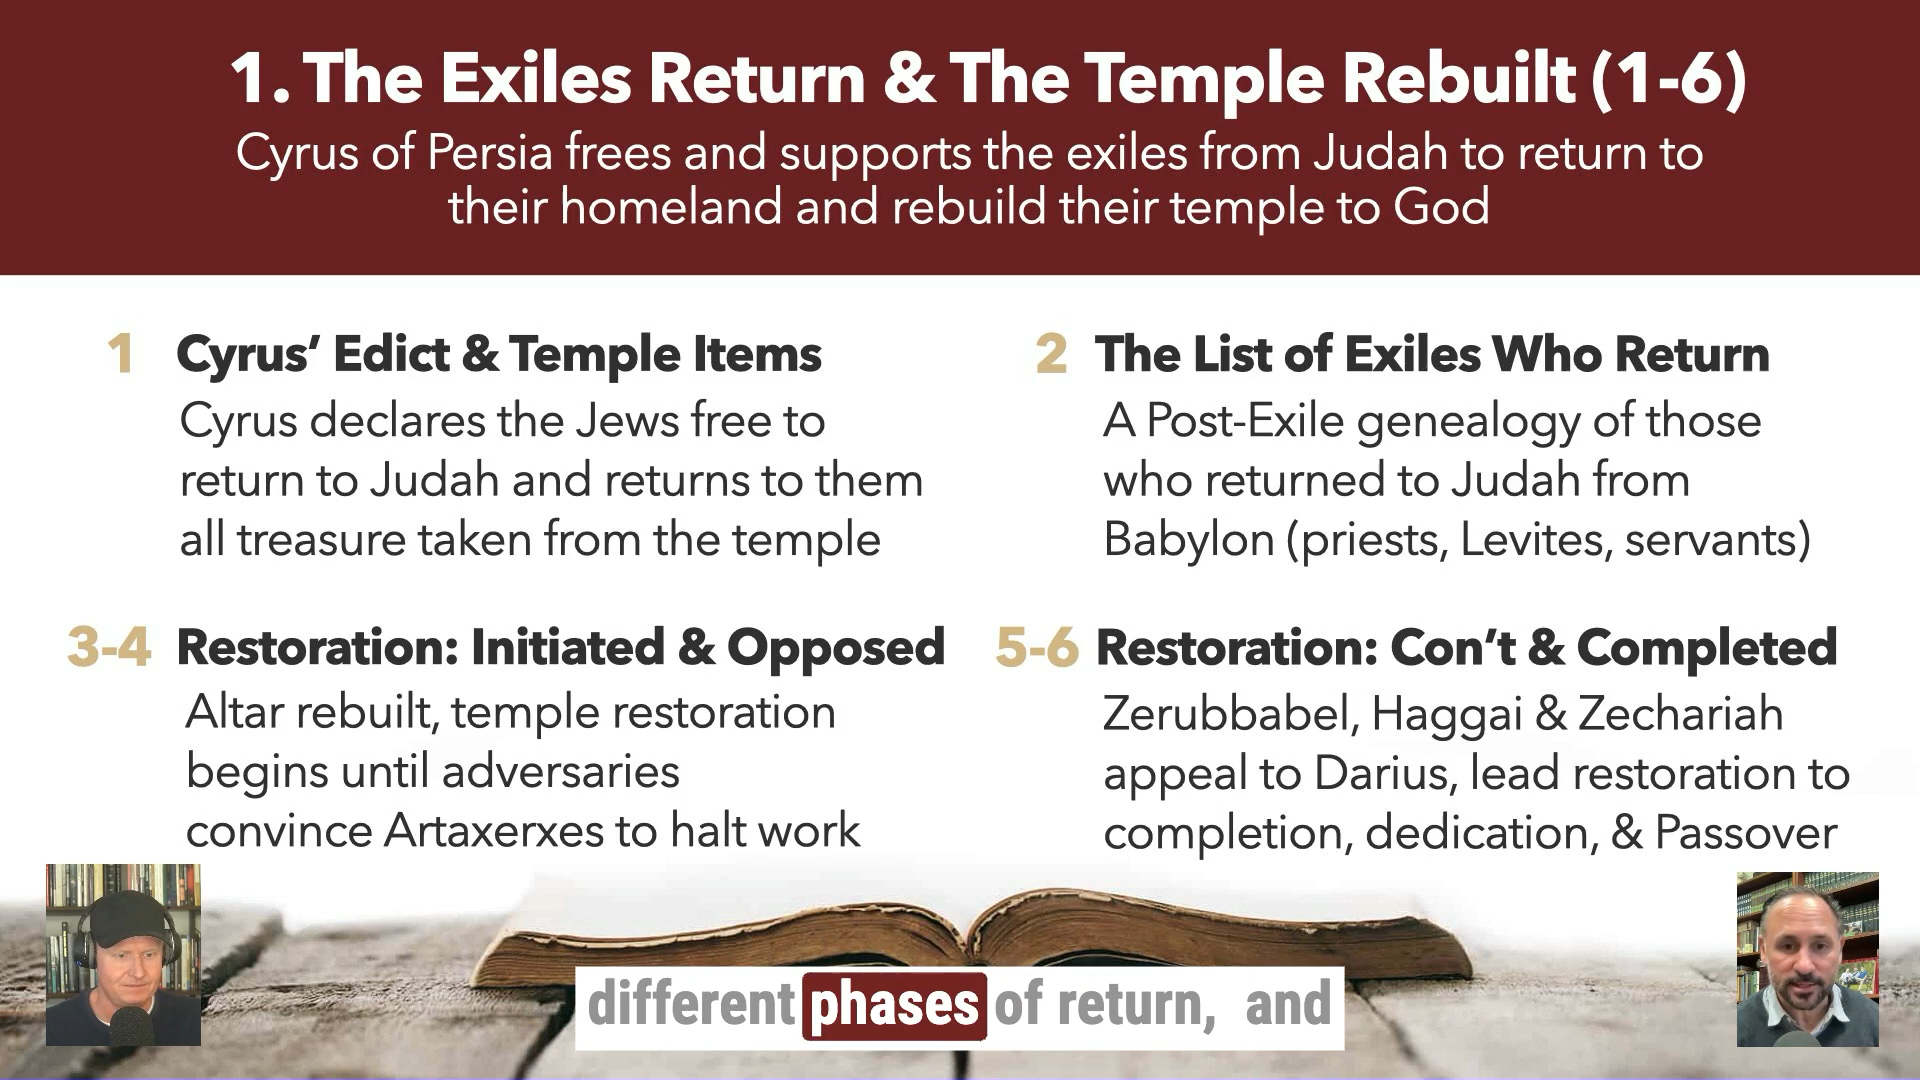 1. The Exiles Return & The Temple Rebuilt (1-6)
Cyrus of Persia frees and supports the exiles from Judah to return to
their homeland and rebuild their temple to God
1 Cyrus’ Edict & Temple Items
Cyrus declares the Jews free to
return to Judah and returns to them
all treasure taken from the temple
2 The List of Exiles Who Return
A Post-Exile genealogy of those
who returned to Judah from
Babylon (priests, Levites, servants)
3-4 Restoration: Initiated & Opposed
Altar rebuilt, temple restoration
begins until adversaries
convince Artaxerxes to halt work
5-6 Restoration: Con’t & Completed
Zerubbabel, Haggai & Zechariah
appeal to Darius, lead restoration to
completion, dedication, & Passover
different phases of return, and